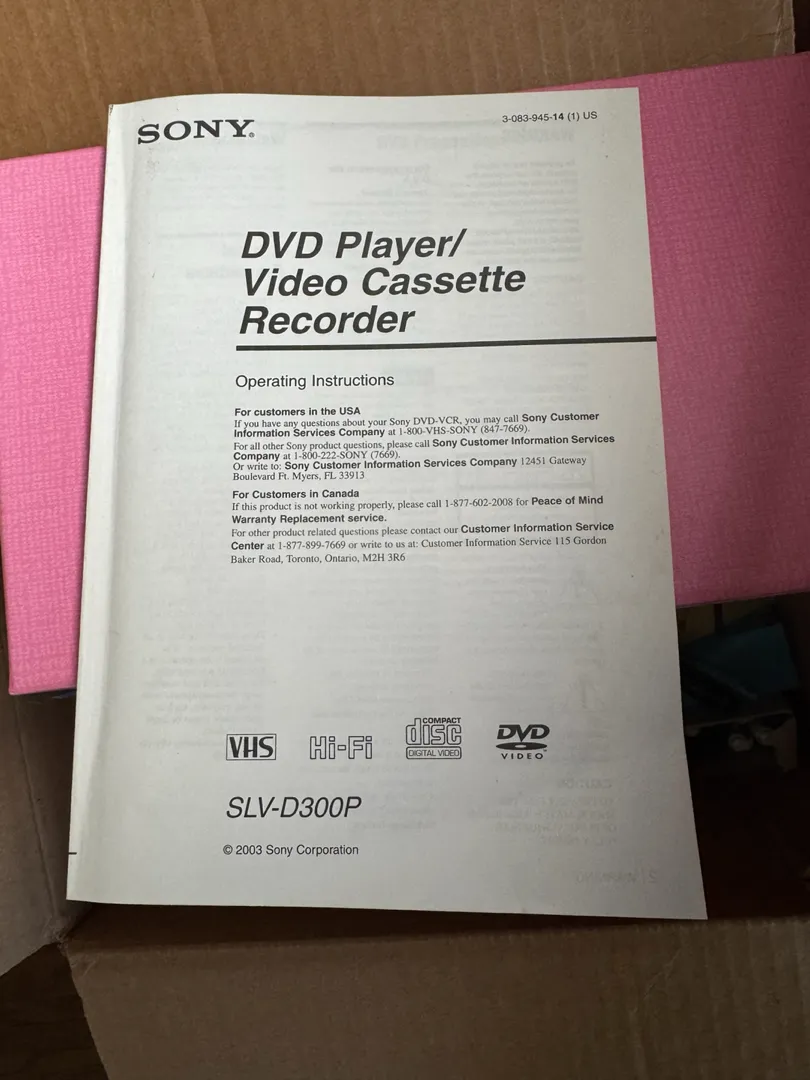 SONY®
3-083-945-14 (1) US
DVD Player/
Video Cassette
Recorder
Operating Instructions
For customers in the USA
If you have any questions about your Sony DVD-VCR, you may call Sony Customer
Information Services Company at 1-800-VHS-SONY (847-7669).
For all other Sony product questions, please call Sony Customer Information Services
Company at 1-800-222-SONY (7669).
Or write to: Sony Customer Information Services Company 12451 Gateway
Boulevard Ft. Myers, FL 33913
For Customers in Canada
If this product is not working properly, please call 1-877-602-2008 for Peace of Mind
Warranty Replacement service.
For other product related questions please contact our Customer Information Service
Center at 1-877-899-7669 or write to us at: Customer Information Service 115 Gordon
Baker Road, Toronto, Ontario, M2H 3R6
VHS
Hi-Fi
COMPACT
disc
DIGITAL VIDEO
DVD
VIDEO™
SLV-D300P
© 2003 Sony Corporation